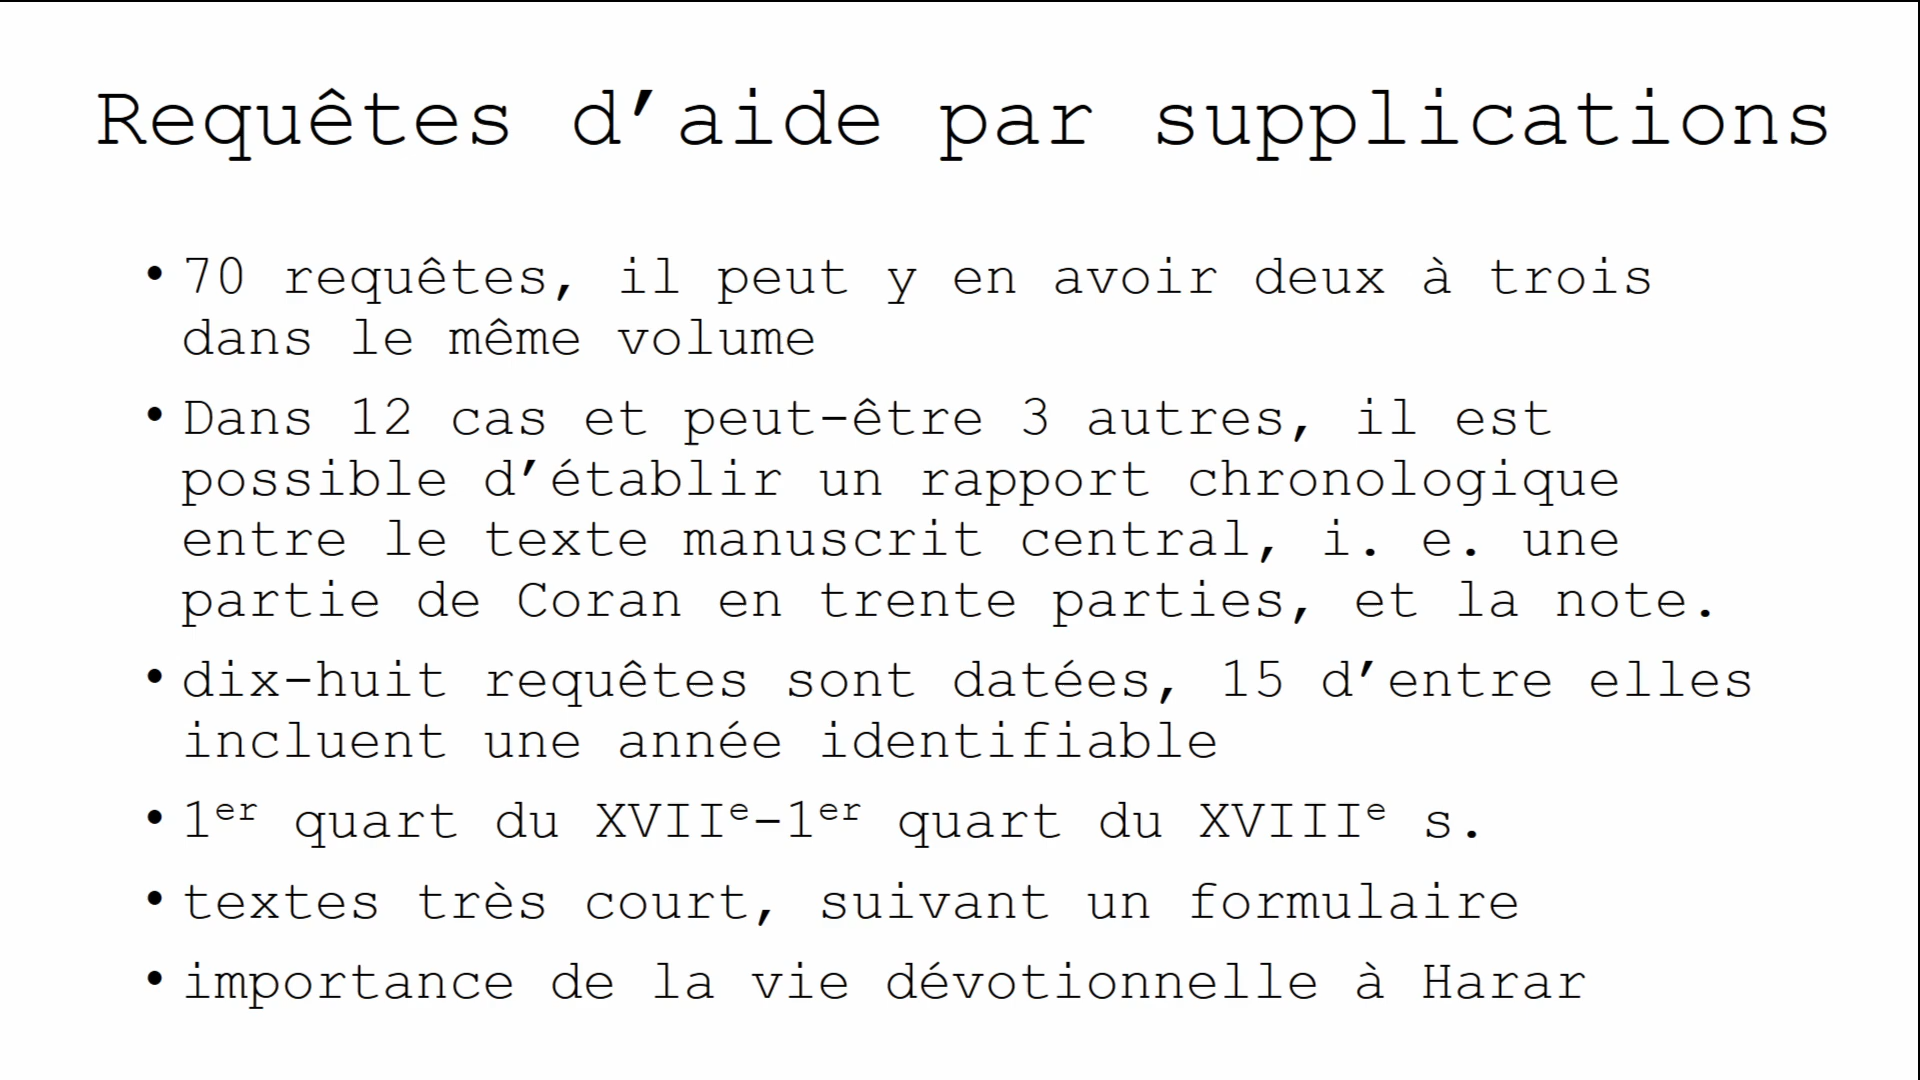 Requêtes d’aide par supplications
• 70 requêtes, il peut y en avoir deux à trois
dans le même volume
• Dans 12 cas et peut-être 3 autres, il est
possible d’établir un rapport chronologique
entre le texte manuscrit central, i. e. une
partie de Coran en trente parties, et la note.
• dix-huit requêtes sont datées, 15 d’entre elles
incluent une année identifiable
• 1ᵉʳ quart du XVIIᵉ-1ᵉʳ quart du XVIIIᵉ s.
• textes très court, suivant un formulaire
• importance de la vie dévotionnelle à Harar